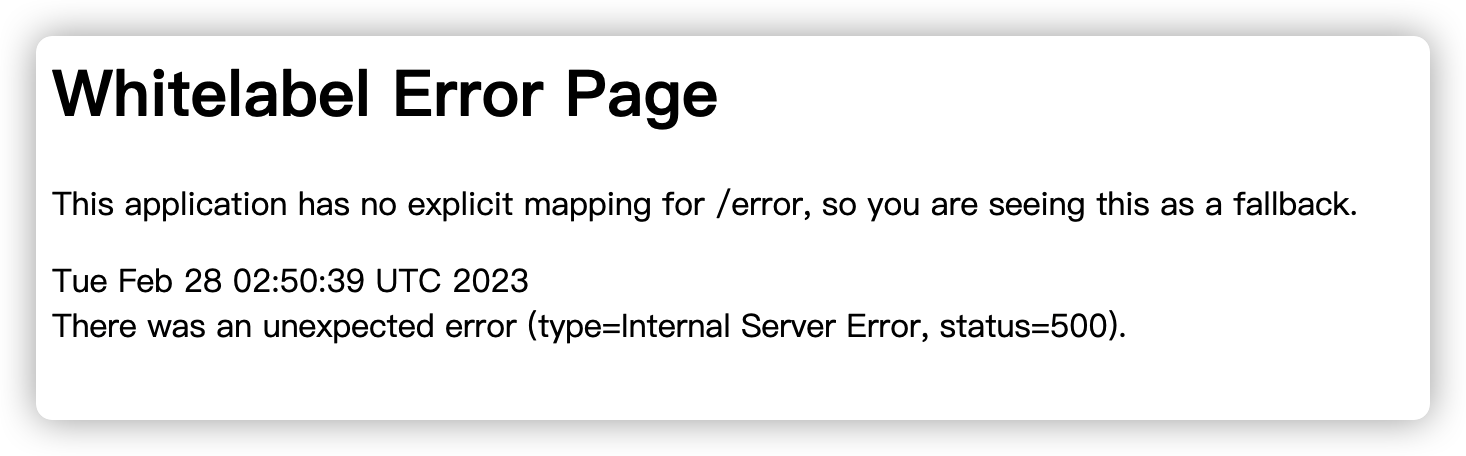 Whitelabel Error Page
This application has no explicit mapping for /error, so you are seeing this as a fallback.
Tue Feb 28 02:50:39 UTC 2023
There was an unexpected error (type=Internal Server Error, status=500).